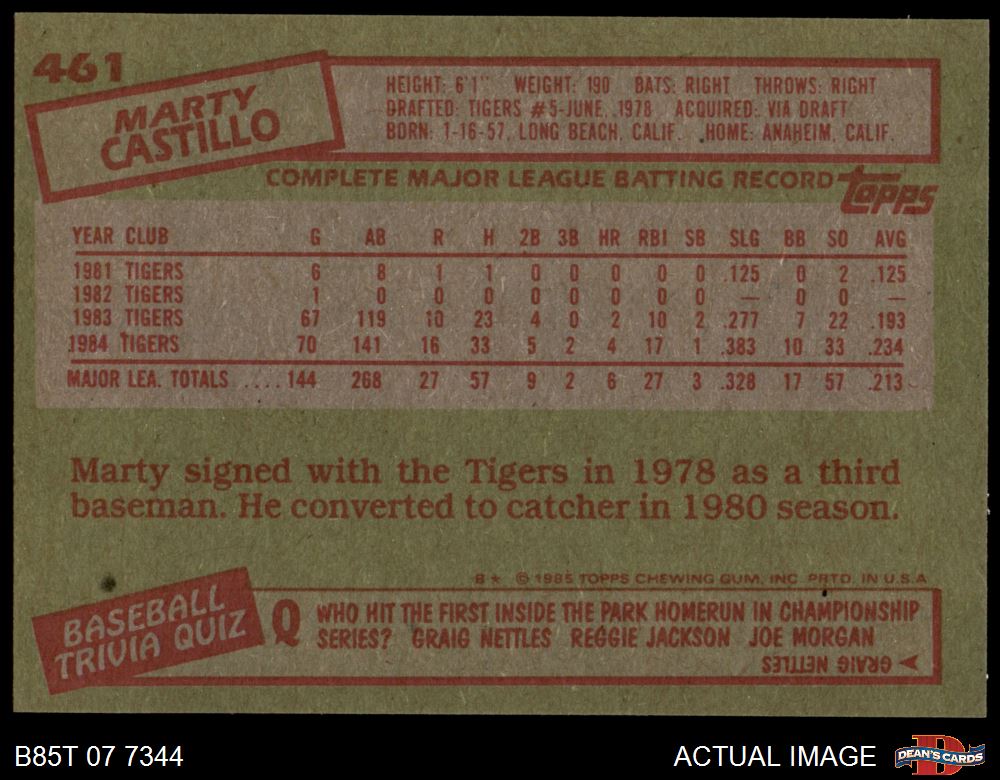 461
MARTY
CASTILLO
HEIGHT: 6'1" WEIGHT: 190 BATS: RIGHT THROWS: RIGHT
DRAFTED: TIGERS #5-JUNE, 1978 ACQUIRED: VIA DRAFT
BORN: 1-16-57, LONG BEACH, CALIF. HOME: ANAHEIM, CALIF.
COMPLETE MAJOR LEAGUE BATTING RECORD
topps
YEAR CLUB G AB R H 2B 3B HR RBI SB SLG BB SO AVG
1981 TIGERS 6 8 1 1 0 0 0 0 0 .125 0 2 .125
1982 TIGERS 1 0 0 0 0 0 0 0 0 — 0 0 —
1983 TIGERS 67 119 10 23 4 0 2 10 2 .277 7 22 .193
1984 TIGERS 70 141 16 33 5 2 4 17 1 .383 10 33 .234
MAJOR LEA. TOTALS .... 144 268 27 57 9 2 6 27 3 .328 17 57 .213
Marty signed with the Tigers in 1978 as a third
baseman. He converted to catcher in 1980 season.
B★ © 1985 TOPPS CHEWING GUM, INC. PRTD. IN U.S.A.
BASEBALL
TRIVIA QUIZ
Q WHO HIT THE FIRST INSIDE THE PARK HOMERUN IN CHAMPIONSHIP
SERIES? GRAIG NETTLES REGGIE JACKSON JOE MORGAN
GRAIG NETTLES
B85T 07 7344
ACTUAL IMAGE
D
DEAN'S CARDS